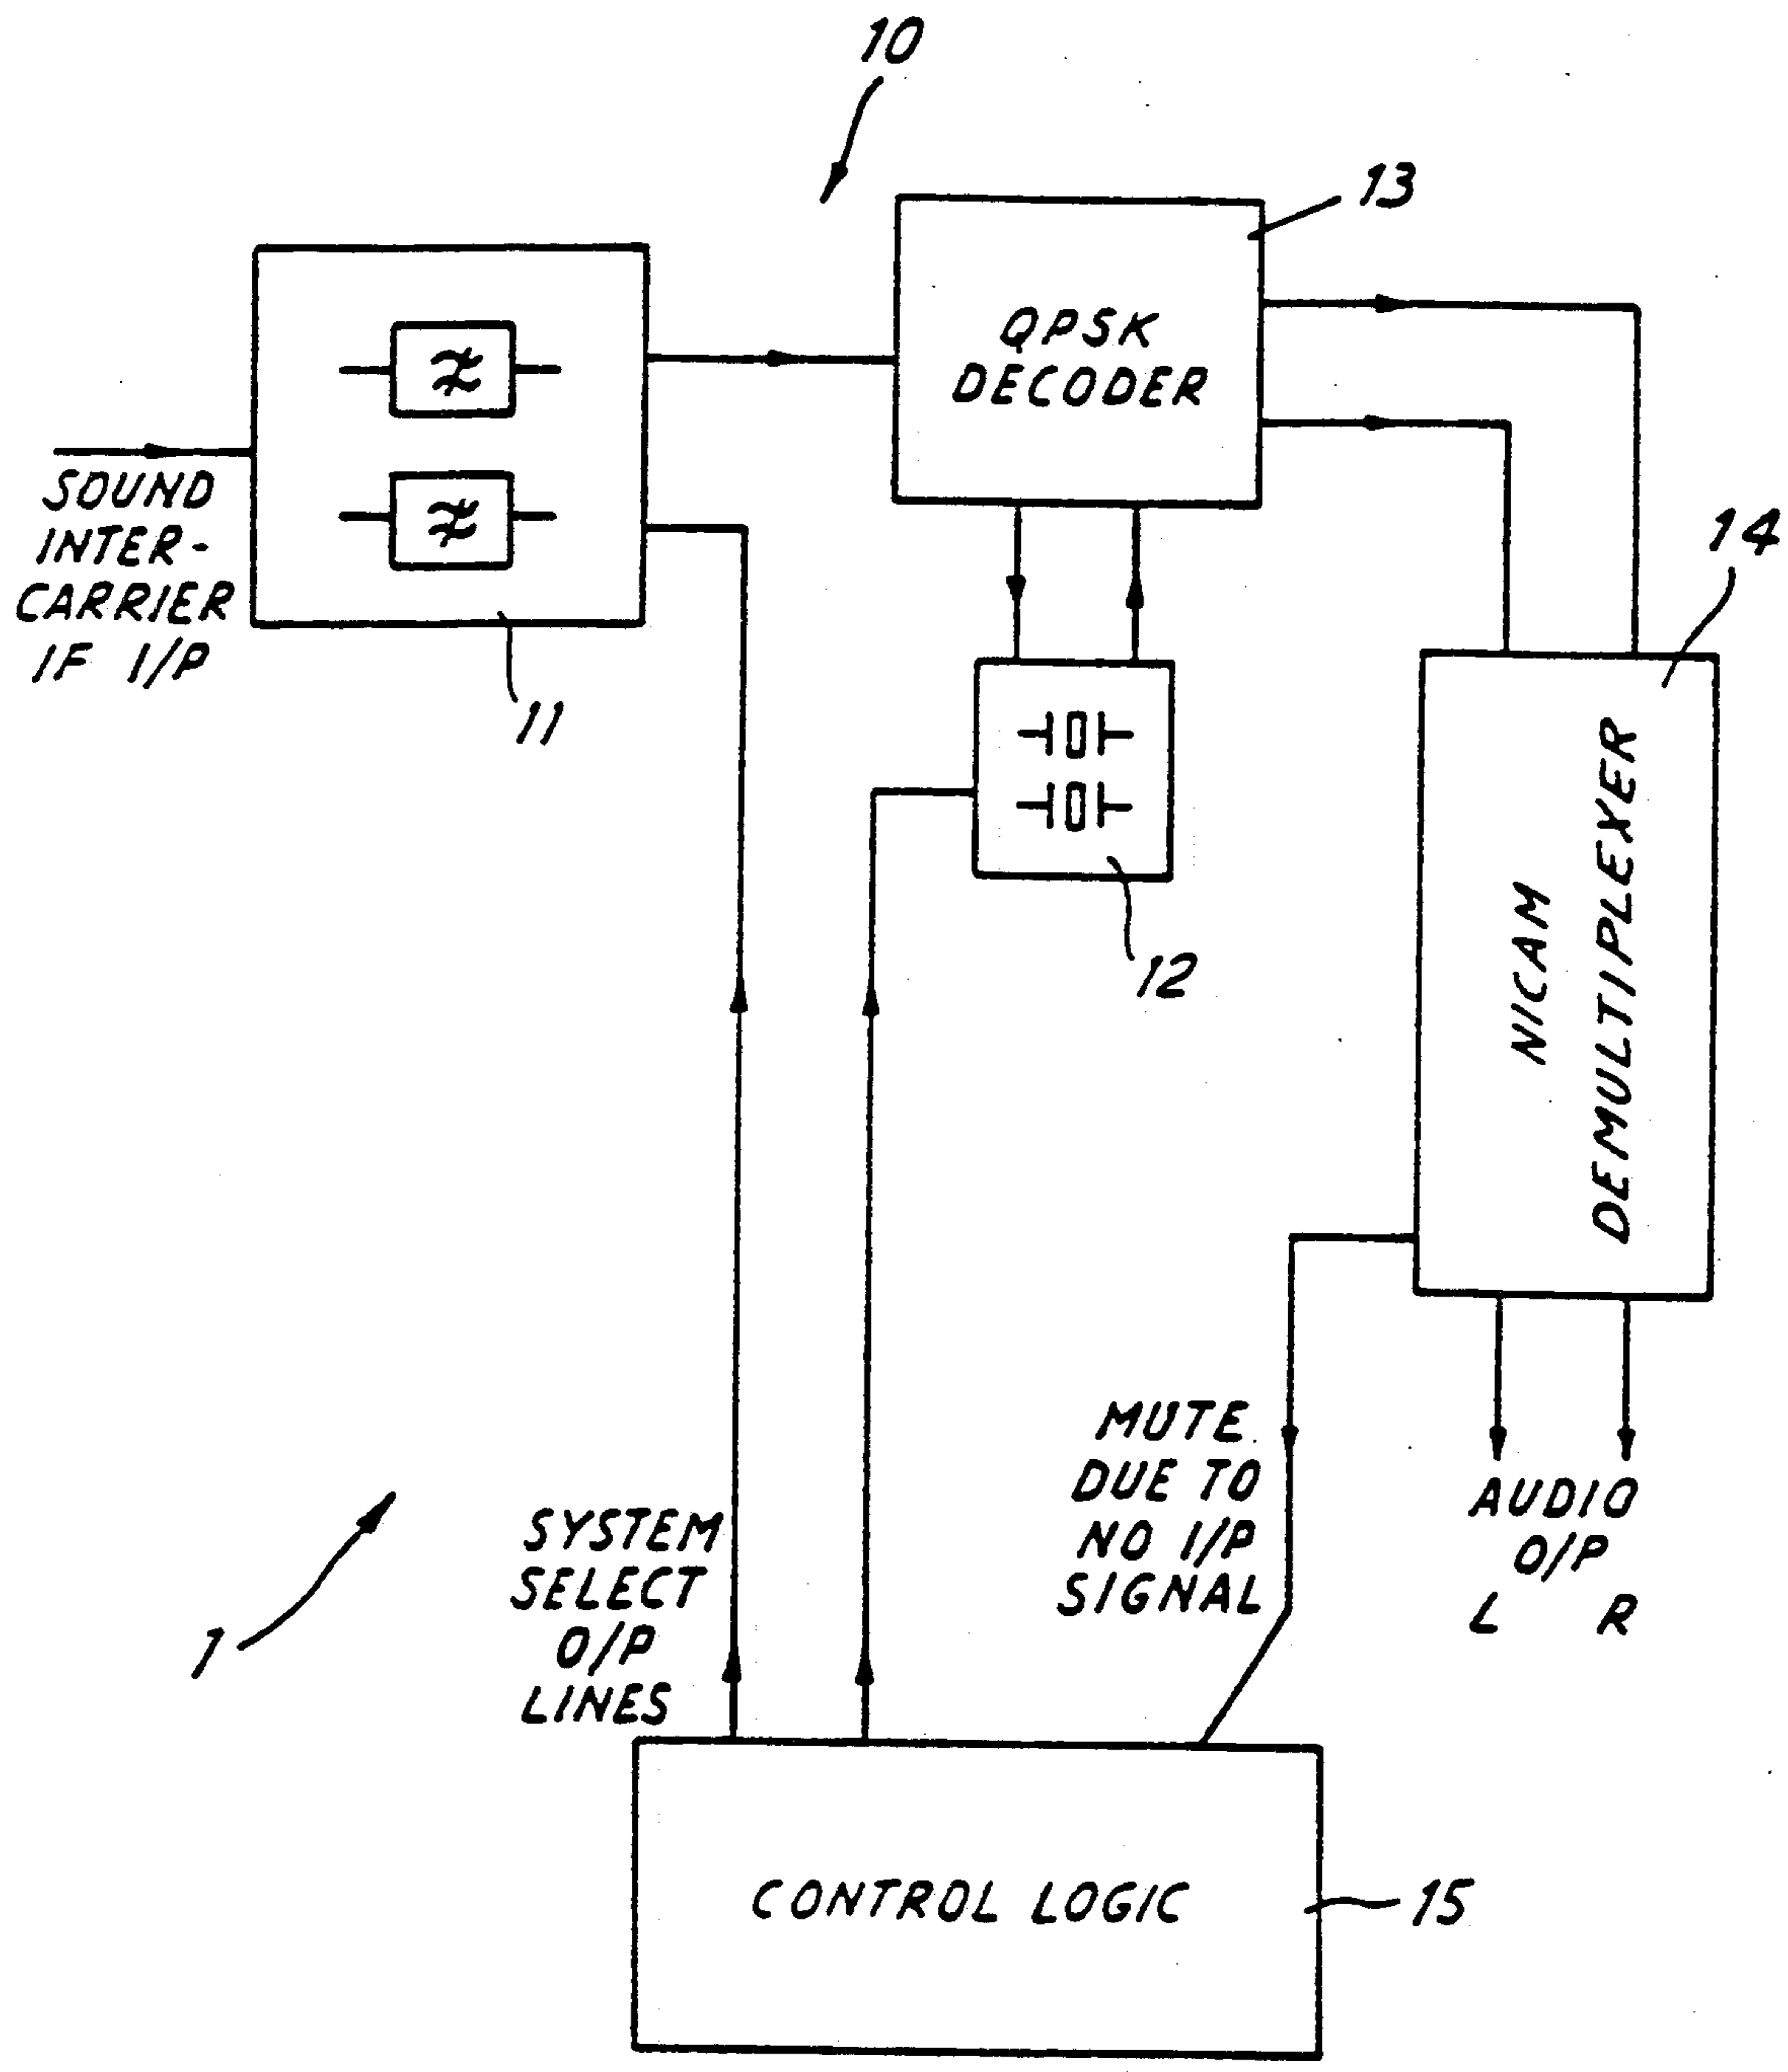 10
13
QPSK
DECODER
SOUND
INTER-
CARRIER
IF I/P
11
14
12
NICAM
DEMULTIPLEXER
MUTE
DUE TO
NO I/P
SIGNAL
AUDIO
O/P
L R
SYSTEM
SELECT
O/P
LINES
1
CONTROL LOGIC
15